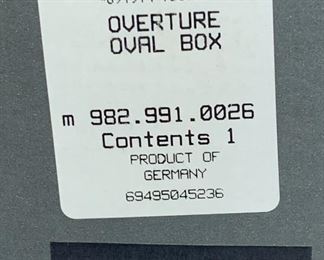 OVERTURE
OVAL BOX
m 982.991.0026
Contents 1
PRODUCT OF
GERMANY
69495045236